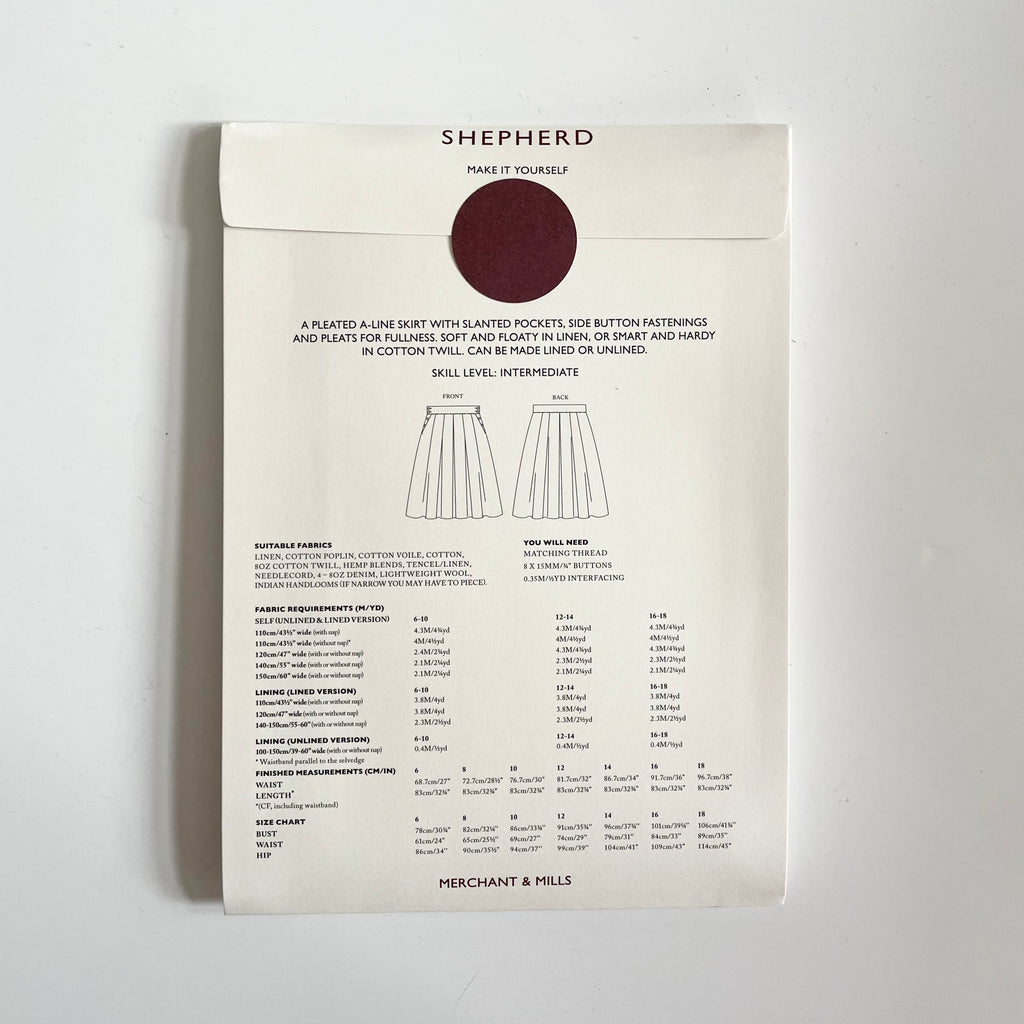 SHEPHERD
MAKE IT YOURSELF
A PLEATED A-LINE SKIRT WITH SLANTED POCKETS, SIDE BUTTON FASTENINGS
AND PLEATS FOR FULLNESS. SOFT AND FLOATY IN LINEN, OR SMART AND HARDY
IN COTTON TWILL. CAN BE MADE LINED OR UNLINED.
SKILL LEVEL: INTERMEDIATE
FRONT BACK
SUITABLE FABRICS
LINEN, COTTON POPLIN, COTTON VOILE, COTTON,
8OZ COTTON TWILL, HEMP BLENDS, TENCEL/LINEN,
NEEDLECORD, 4 – 8OZ DENIM, LIGHTWEIGHT WOOL,
INDIAN HANDLOOMS (IF NARROW YOU MAY HAVE TO PIECE).
YOU WILL NEED
MATCHING THREAD
8 X 15MM/⅝" BUTTONS
0.35M/½YD INTERFACING
FABRIC REQUIREMENTS (M/YD)
SELF (UNLINED & LINED VERSION) 6-10 12-14 16-18
110cm/43½" wide (with nap) 4.3M/4¾yd 4.3M/4¾yd 4.3M/4¾yd
110cm/43½" wide (without nap)* 4M/4½yd 4M/4½yd 4M/4½yd
120cm/47" wide (with or without nap) 2.4M/2¾yd 4.3M/4¾yd 4.3M/4¾yd
140cm/55" wide (with or without nap) 2.1M/2¼yd 2.3M/2½yd 2.3M/2½yd
150cm/60" wide (with or without nap) 2.1M/2¼yd 2.1M/2¼yd 2.1M/2¼yd
LINING (LINED VERSION) 6-10 12-14 16-18
110cm/43½" wide (with or without nap) 3.8M/4yd 3.8M/4yd 3.8M/4yd
120cm/47" wide (with or without nap) 3.8M/4yd 3.8M/4yd 3.8M/4yd
140-150cm/55-60" (with or without nap) 2.3M/2½yd 2.3M/2½yd 2.3M/2½yd
LINING (UNLINED VERSION) 6-10 12-14 16-18
100-150cm/39-60" wide (with or without nap) 0.4M/½yd 0.4M/½yd 0.4M/½yd
* Waistband parallel to the selvedge
FINISHED MEASUREMENTS (CM/IN) 6 8 10 12 14 16 18
WAIST 68.7cm/27" 72.7cm/28½" 76.7cm/30" 81.7cm/32" 86.7cm/34" 91.7cm/36" 96.7cm/38"
LENGTH* 83cm/32¾" 83cm/32¾" 83cm/32¾" 83cm/32¾" 83cm/32¾" 83cm/32¾" 83cm/32¾"
*(CF, including waistband)
SIZE CHART 6 8 10 12 14 16 18
BUST 78cm/30¾" 82cm/32¼" 86cm/33¾" 91cm/35¾" 96cm/37¾" 101cm/39¼" 106cm/41¾"
WAIST 61cm/24" 65cm/25½" 69cm/27" 74cm/29" 79cm/31" 84cm/33" 89cm/35"
HIP 86cm/34" 90cm/35½" 94cm/37" 99cm/39" 104cm/41" 109cm/43" 114cm/45"
MERCHANT & MILLS